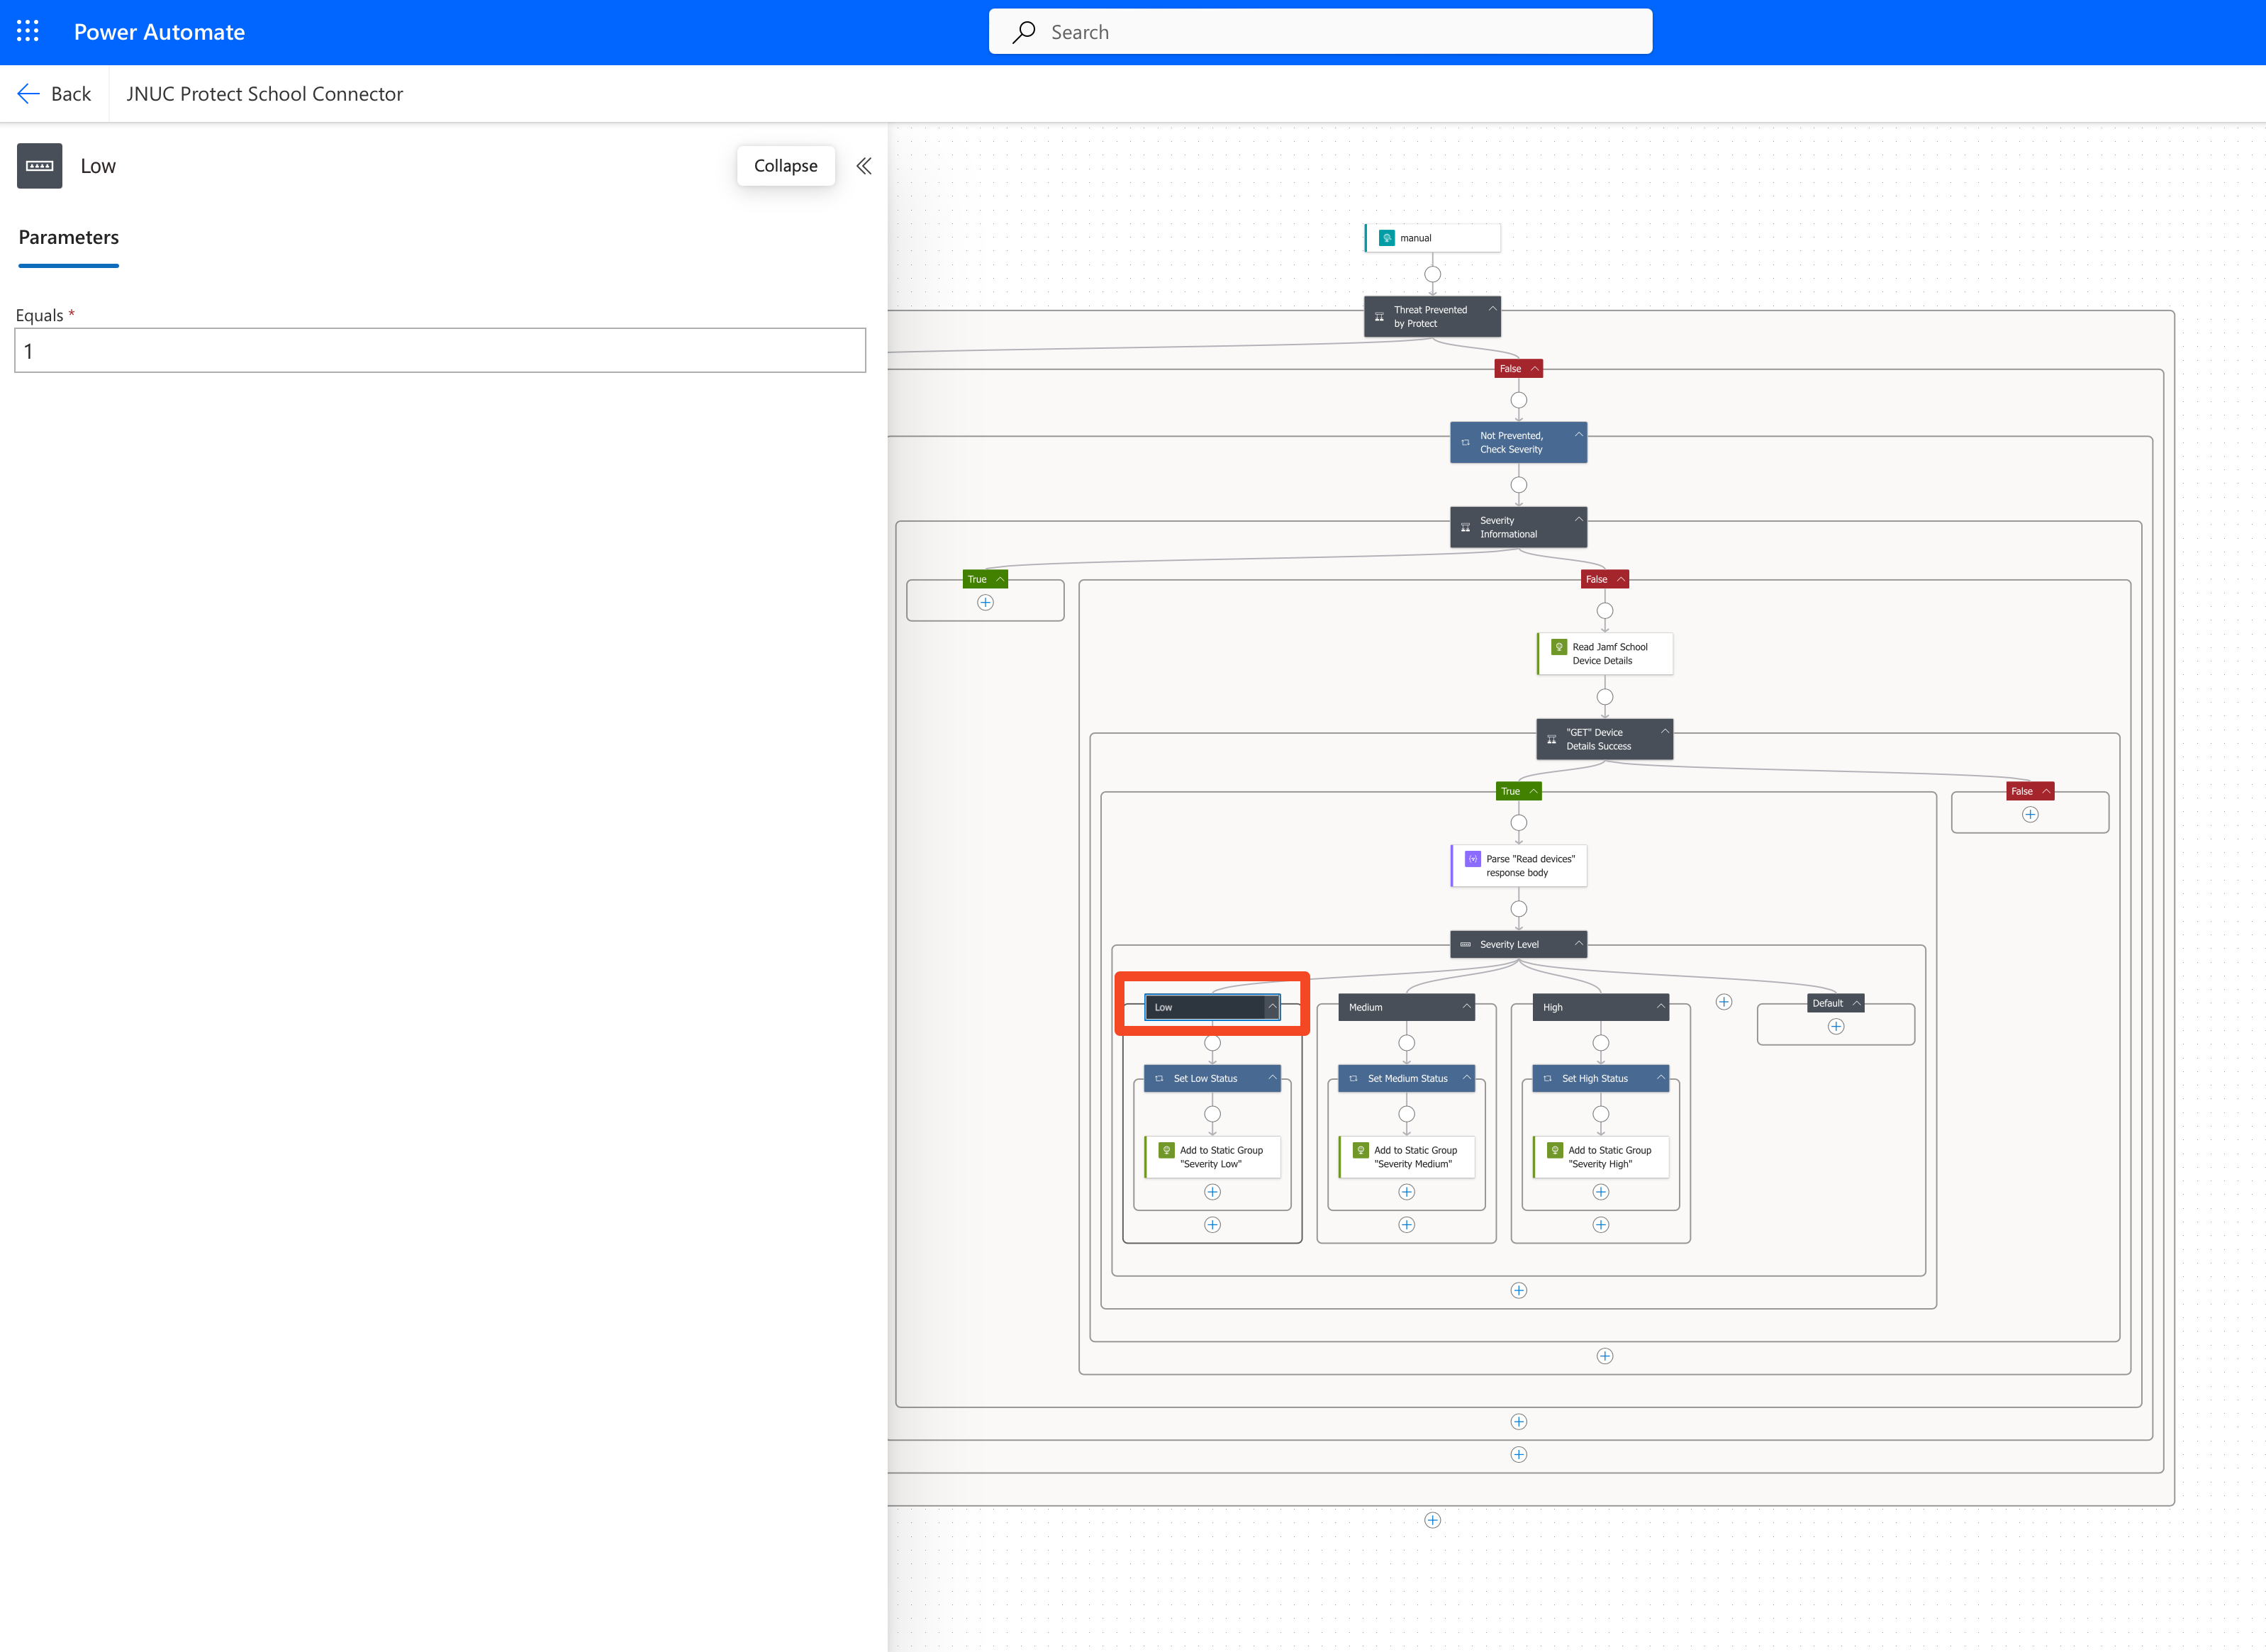 Power Automate
Search
Back
JNUC Protect School Connector
Low
Collapse
Parameters
Equals *
1
manual
Threat Prevented
by Protect
False
Not Prevented,
Check Severity
Severity
Informational
True
False
Read Jamf School
Device Details
"GET" Device
Details Success
True
False
Parse "Read devices"
response body
Severity Level
Low
Medium
High
Default
Set Low Status
Set Medium Status
Set High Status
Add to Static Group
"Severity Low"
Add to Static Group
"Severity Medium"
Add to Static Group
"Severity High"